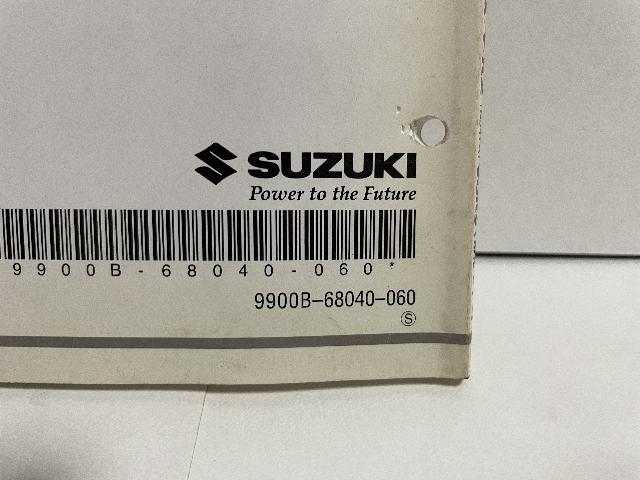 SUZUKI
Power to the Future
9900B-68040-060*
9900B-68040-060
Ⓢ